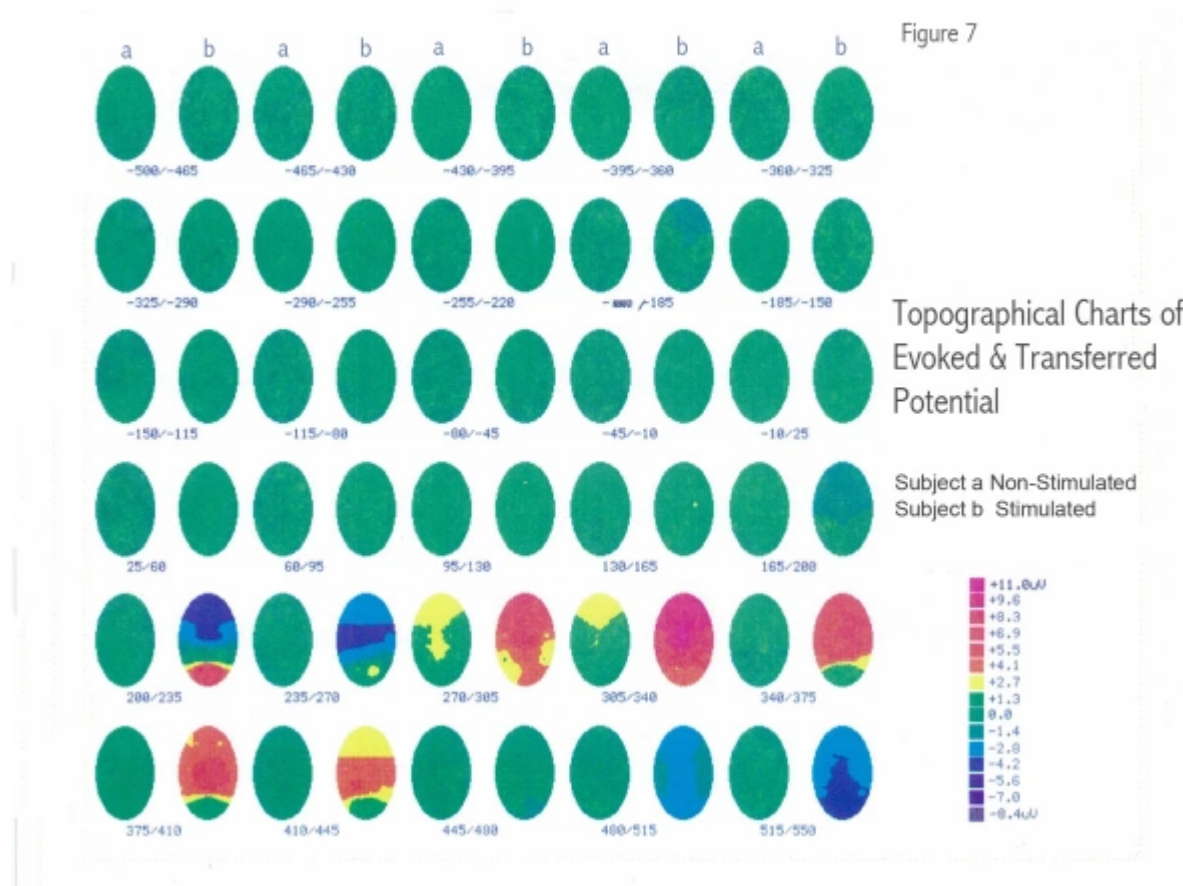 Figure 7
a b a b a b a b a b
-500/-465 -465/-430 -430/-395 -395/-360 -360/-325
-325/-290 -290/-255 -255/-220 -185 -185/-150
Topographical Charts of
Evoked & Transferred
Potential
-150/-115 -115/-80 -80/-45 -45/-10 -10/25
Subject a Non-Stimulated
Subject b Stimulated
25/60 60/95 95/130 130/165 165/200
+11.0uV
+9.6
+8.3
+6.9
+5.5
+4.1
+2.7
+1.3
0.0
-1.4
-2.8
-4.2
-5.6
-7.0
-8.4uV
200/235 235/270 270/305 305/340 340/375
375/410 410/445 445/480 480/515 515/550